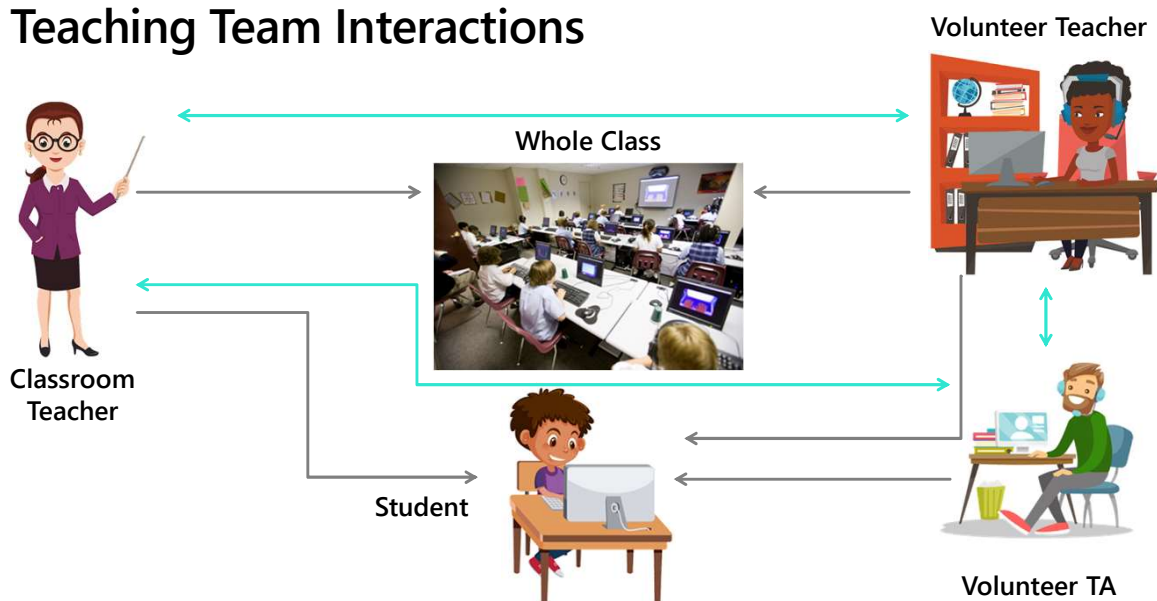 Teaching Team Interactions
Volunteer Teacher
Whole Class
Classroom
Teacher
Student
Volunteer TA